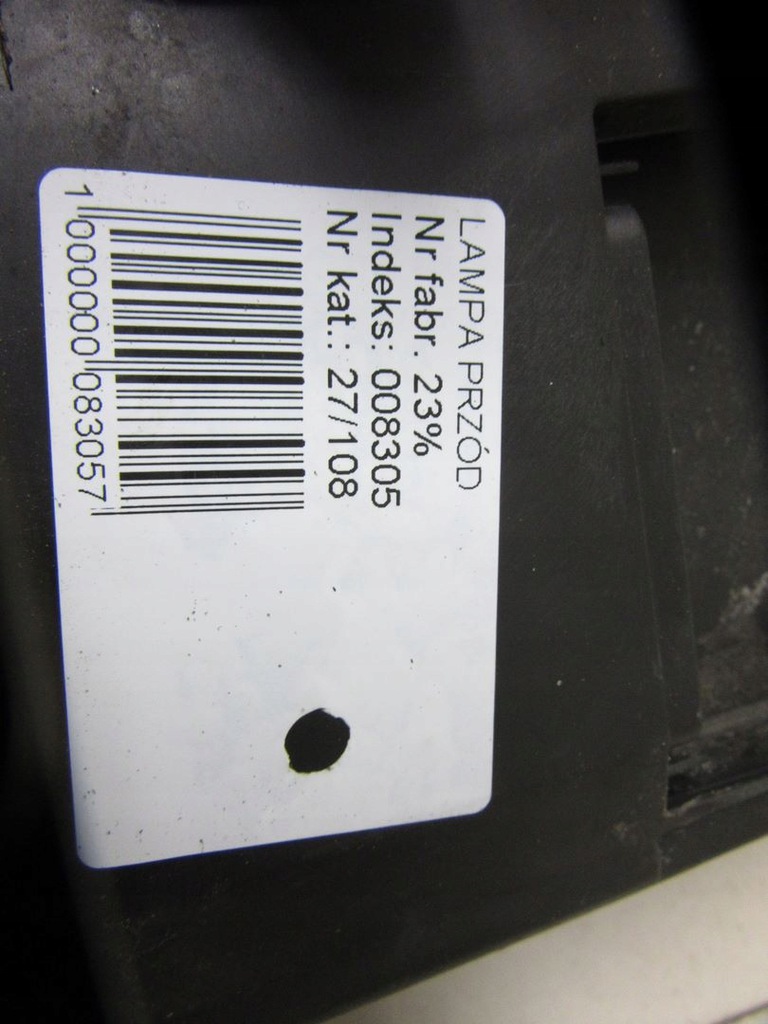 LAMPA PRZÓD
Nr fabr. 23%
Indeks: 008305
Nr kat.: 27/108
1 000000 083057